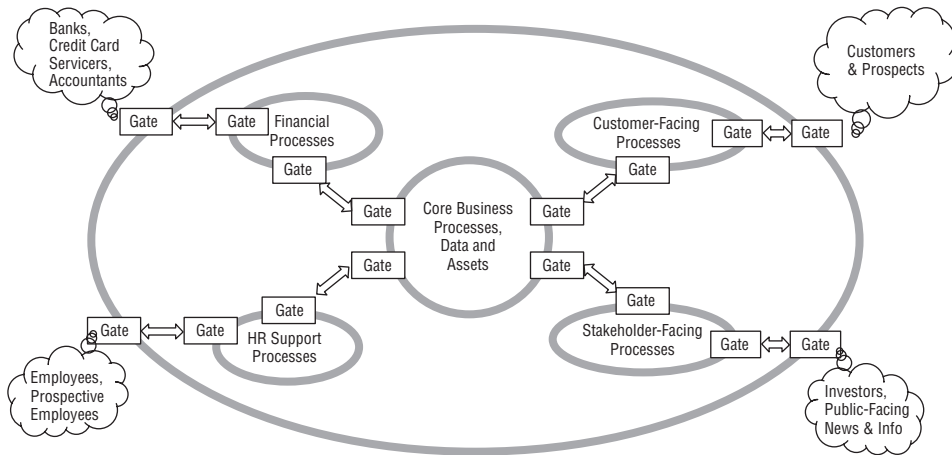 Banks,
Credit Card
Servicers,
Accountants
Customers
& Prospects
Gate
Gate
Financial
Processes
Gate
Customer-Facing
Processes
Gate
Gate
Gate
Gate
Core Business
Processes,
Data and
Assets
Gate
Gate
Gate
Gate
Gate
Gate
HR Support
Processes
Gate
Stakeholder-Facing
Processes
Gate
Gate
Employees,
Prospective
Employees
Investors,
Public-Facing
News & Info